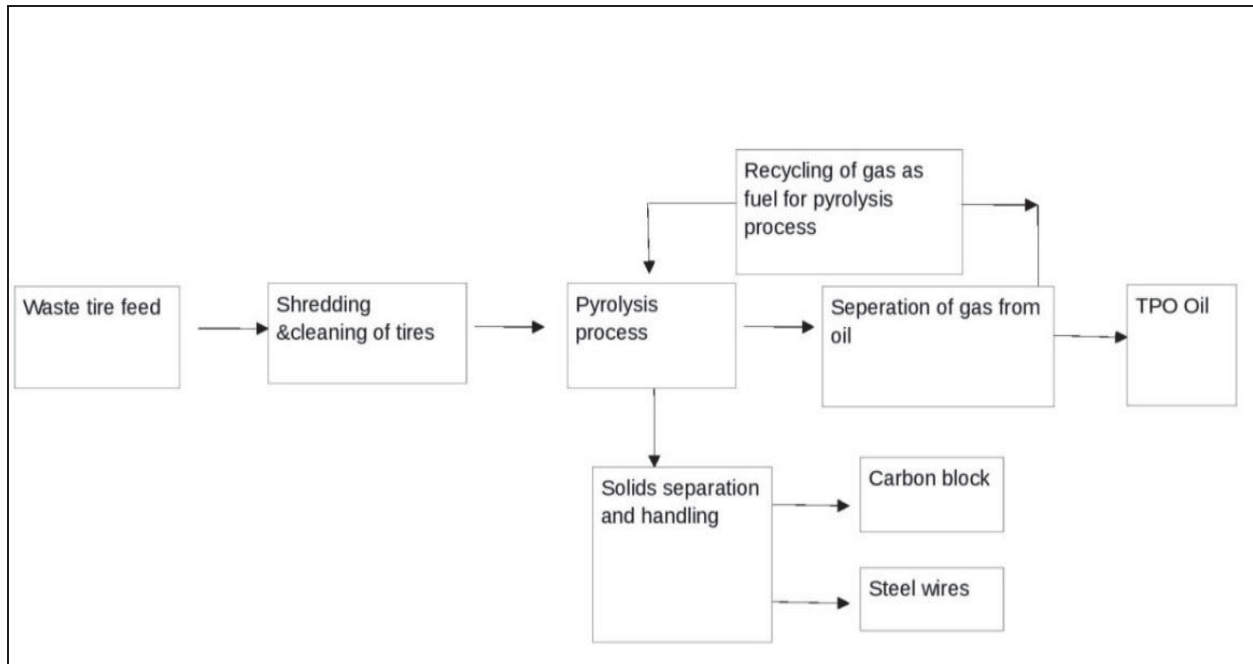 Recycling of gas as
fuel for pyrolysis
process
Waste tire feed
Shredding
&cleaning of tires
Pyrolysis
process
Seperation of gas from
oil
TPO Oil
Solids separation
and handling
Carbon block
Steel wires